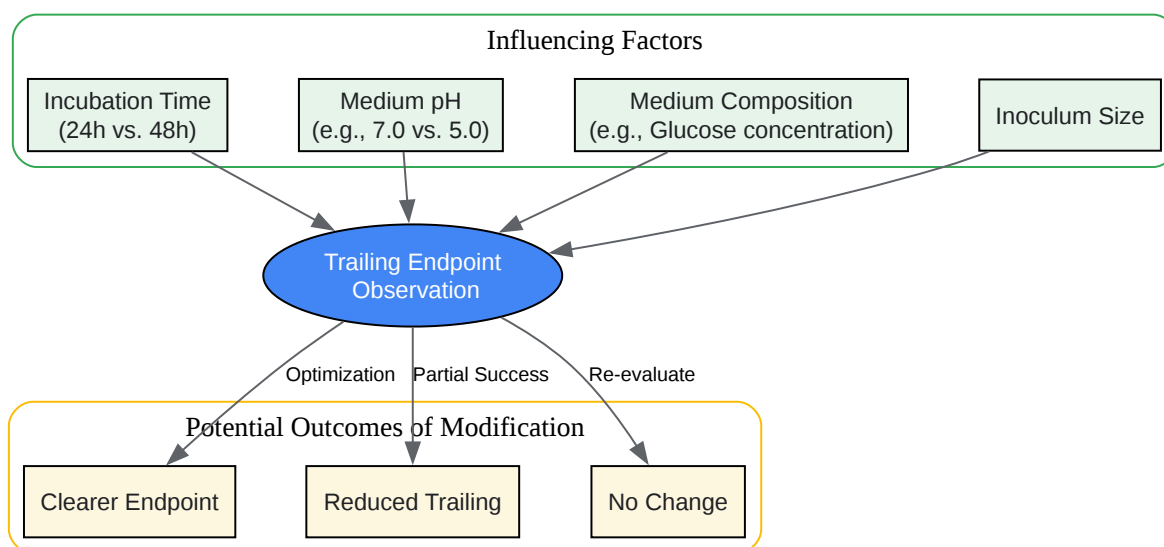 Influencing Factors
Incubation Time
(24h vs. 48h)
Medium pH
(e.g., 7.0 vs. 5.0)
Medium Composition
(e.g., Glucose concentration)
Inoculum Size
Trailing Endpoint
Observation
Optimization
Partial Success
Re-evaluate
Potential Outcomes of Modification
Clearer Endpoint
Reduced Trailing
No Change